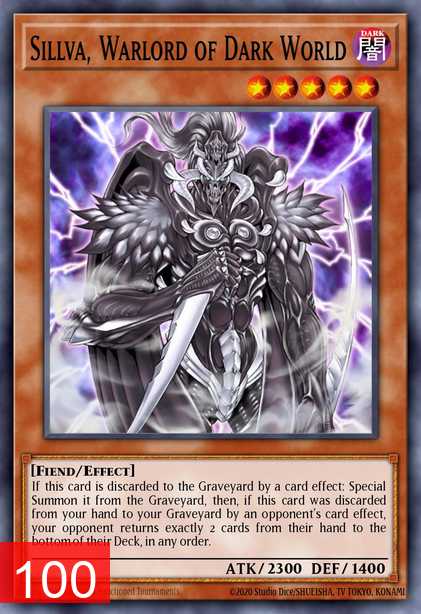 Sillva, Warlord of Dark World
DARK
闇
[Fiend/Effect]
If this card is discarded to the Graveyard by a card effect: Special
Summon it from the Graveyard, then, if this card was discarded
from your hand to your Graveyard by an opponent's card effect,
your opponent returns exactly 2 cards from their hand to the
bottom of their Deck, in any order.
ATK/2300 DEF/1400
100
Tournaments
©2020 Studio Dice/SHUEISHA, TV TOKYO, KONAMI